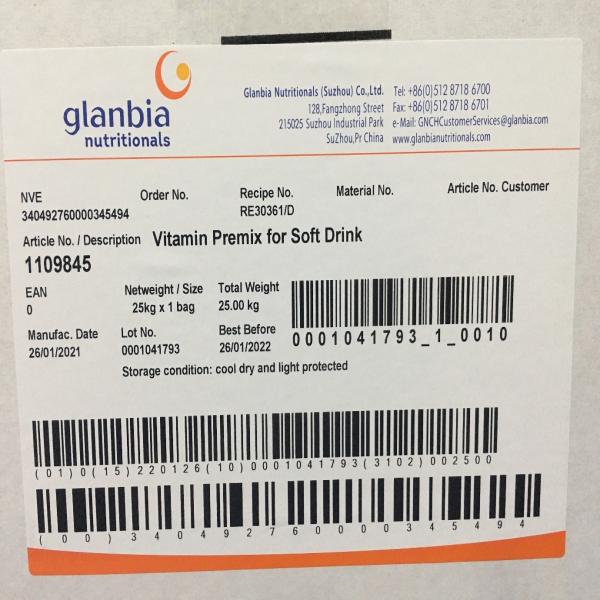 glanbia
nutritionals
Glanbia Nutritionals (Suzhou) Co.,Ltd. Tel: +86(0)512 8718 6700
128,Fangzhong Street Fax: +86(0)512 8718 6701
215025 Suzhou Industrial Park e-Mail: GNCHCustomerServices@glanbia.com
SuZhou,Pr China www.glanbianutritionals.com
NVE Order No. Recipe No. Material No. Article No. Customer
340492760000345494 RE30361/D
Article No. / Description Vitamin Premix for Soft Drink
1109845
EAN Netweight / Size Total Weight
0 25kg x 1 bag 25.00 kg
Manufac. Date Lot No. Best Before
26/01/2021 0001041793 26/01/2022
0001041793_1_0010
Storage condition: cool dry and light protected
(01)0(15)220126(10)0001041793(3102)002500
(00)340492760000345494